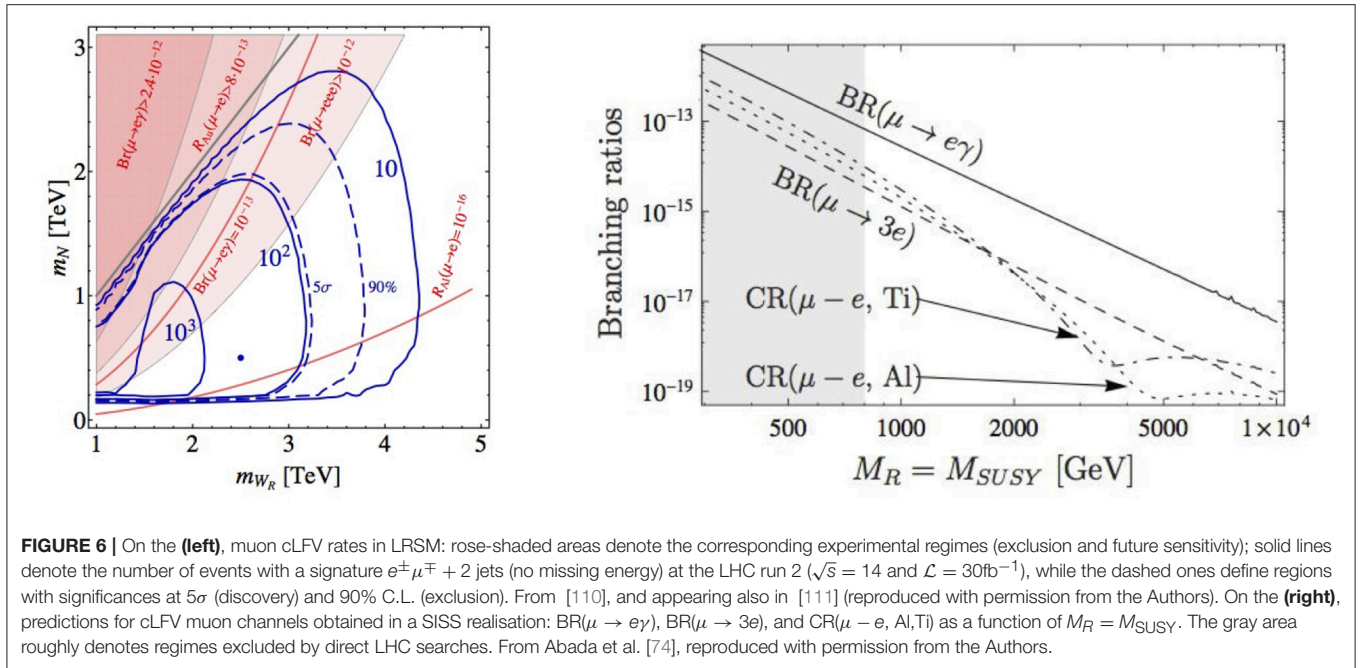 3
2
1
0
m_N [TeV]
Br(μ→eγ)>2.4·10^{-12}
R_{Au}(μ→e)>8·10^{-13}
Br(μ→eee)>10^{-12}
Br(μ→eγ)=10^{-13}
R_{Al}(μ→e)=10^{-16}
10
10^2
10^3
5σ
90%
1 2 3 4 5
m_{W_R} [TeV]
Branching ratios
10^{-13}
10^{-15}
10^{-17}
10^{-19}
BR(μ → eγ)
BR(μ → 3e)
CR(μ − e, Ti)
CR(μ − e, Al)
500 1000 2000 5000 1×10^4
M_R = M_{SUSY} [GeV]
FIGURE 6 | On the (left), muon cLFV rates in LRSM: rose-shaded areas denote the corresponding experimental regimes (exclusion and future sensitivity); solid lines
denote the number of events with a signature e^±μ^∓ + 2 jets (no missing energy) at the LHC run 2 (√s = 14 and ℒ = 30fb^{−1}), while the dashed ones define regions
with significances at 5σ (discovery) and 90% C.L. (exclusion). From [110], and appearing also in [111] (reproduced with permission from the Authors). On the (right),
predictions for cLFV muon channels obtained in a SISS realisation: BR(μ → eγ), BR(μ → 3e), and CR(μ − e, Al,Ti) as a function of M_R = M_{SUSY}. The gray area
roughly denotes regimes excluded by direct LHC searches. From Abada et al. [74], reproduced with permission from the Authors.